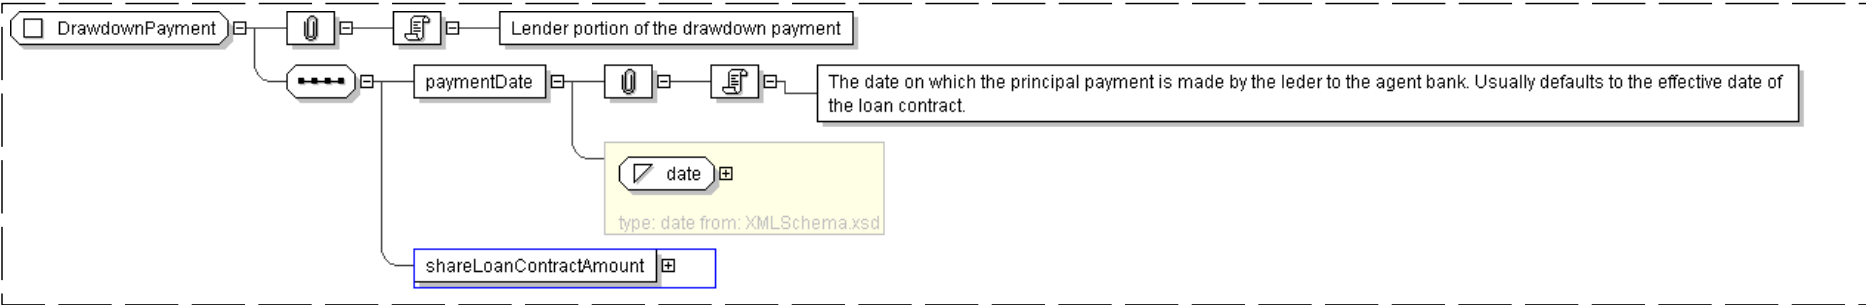 DrawdownPayment
Lender portion of the drawdown payment
paymentDate
The date on which the principal payment is made by the leder to the agent bank. Usually defaults to the effective date of
the loan contract.
date
type: date from: XMLSchema.xsd
shareLoanContractAmount